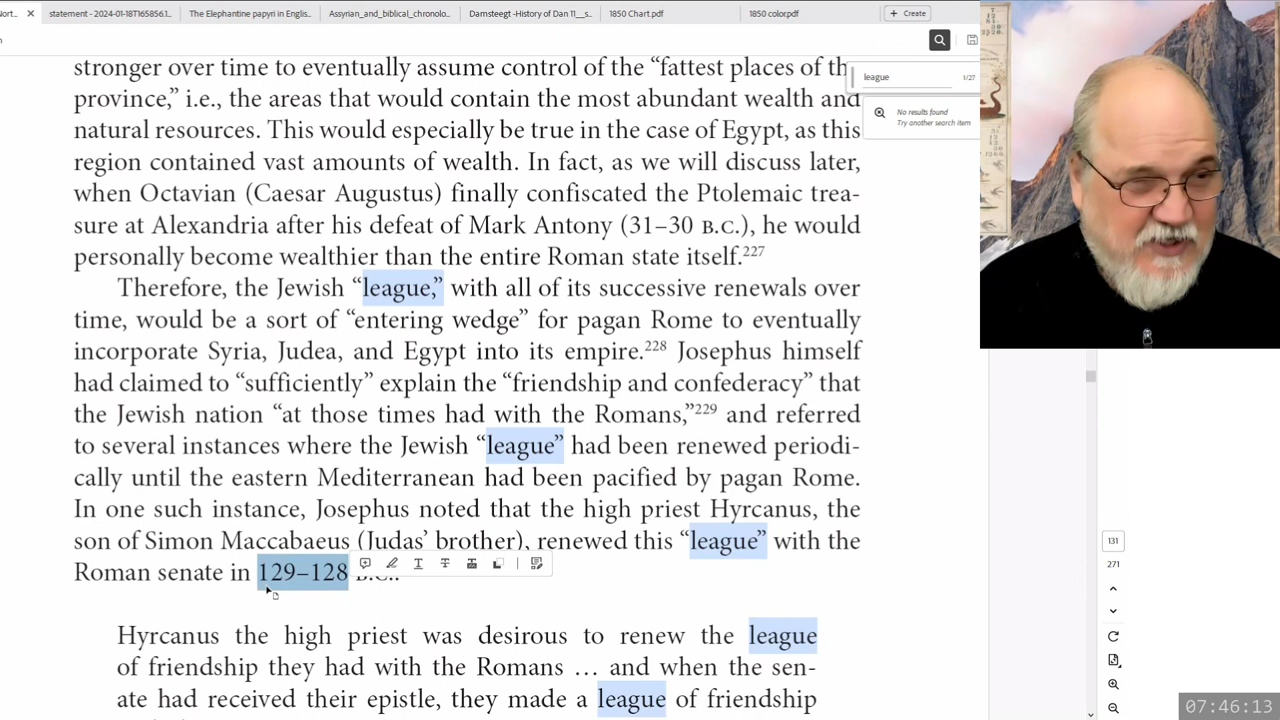 ort...
statement - 2024-01-18T165856.1...
The Elephantine papyri in Englis...
Assyrian_and_biblical_chronolo...
Damsteegt -History of Dan 11__s...
1850 Chart.pdf
1850 color.pdf
+ Create
league
1/27
No results found
Try another search item
stronger over time to eventually assume control of the “fattest places of the
province,” i.e., the areas that would contain the most abundant wealth and
natural resources. This would especially be true in the case of Egypt, as this
region contained vast amounts of wealth. In fact, as we will discuss later,
when Octavian (Caesar Augustus) finally confiscated the Ptolemaic trea-
sure at Alexandria after his defeat of Mark Antony (31–30 B.C.), he would
personally become wealthier than the entire Roman state itself.227
Therefore, the Jewish “league,” with all of its successive renewals over
time, would be a sort of “entering wedge” for pagan Rome to eventually
incorporate Syria, Judea, and Egypt into its empire.228 Josephus himself
had claimed to “sufficiently” explain the “friendship and confederacy” that
the Jewish nation “at those times had with the Romans,”229 and referred
to several instances where the Jewish “league” had been renewed periodi-
cally until the eastern Mediterranean had been pacified by pagan Rome.
In one such instance, Josephus noted that the high priest Hyrcanus, the
son of Simon Maccabaeus (Judas’ brother), renewed this “league” with the
Roman senate in 129–128 B.C.:
Hyrcanus the high priest was desirous to renew the league
of friendship they had with the Romans … and when the sen-
ate had received their epistle, they made a league of friendship
131
271
07:46:13